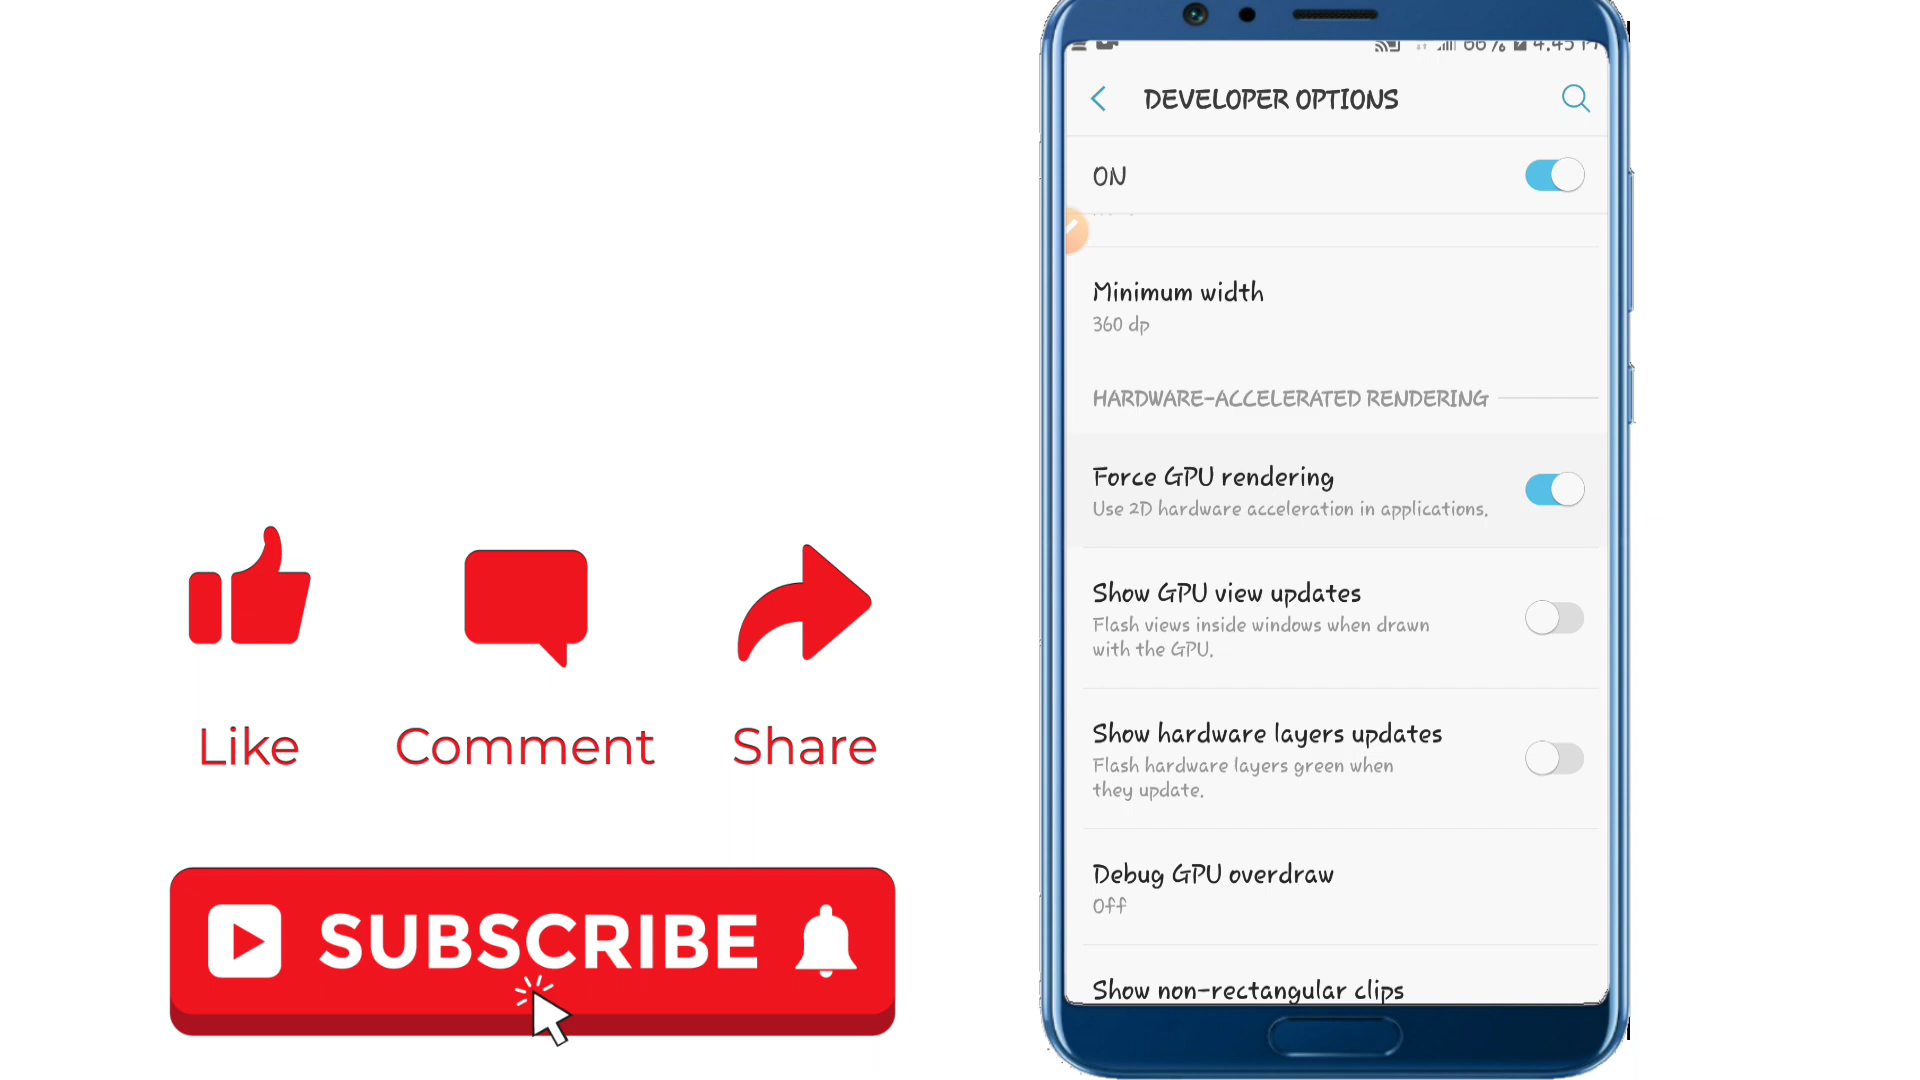 DEVELOPER OPTIONS
ON
Minimum width
360 dp
HARDWARE-ACCELERATED RENDERING
Force GPU rendering
Use 2D hardware acceleration in applications.
Show GPU view updates
Flash views inside windows when drawn
with the GPU.
Show hardware layers updates
Flash hardware layers green when
they update.
Debug GPU overdraw
Off
Show non-rectangular clips
Like
Comment
Share
SUBSCRIBE